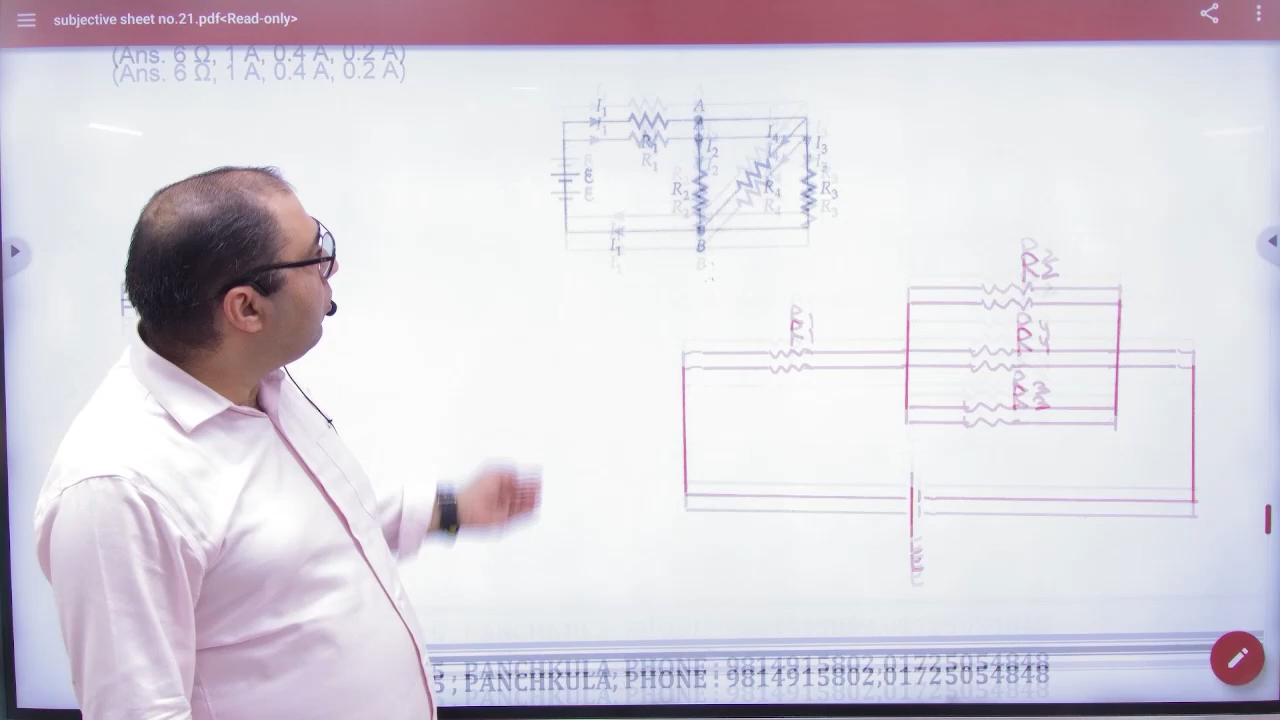 subjective sheet no.21.pdf<Read-only>
(Ans. 6 Ω, 1 A, 0.4 A, 0.2 A)
I₁ A
R₁ I₂ I₄ I₃
ε R₂ R₄ R₃
I₁ B
R2
R1 R4
R3
5 ; PANCHKULA, PHONE : 9814915802,01725054848